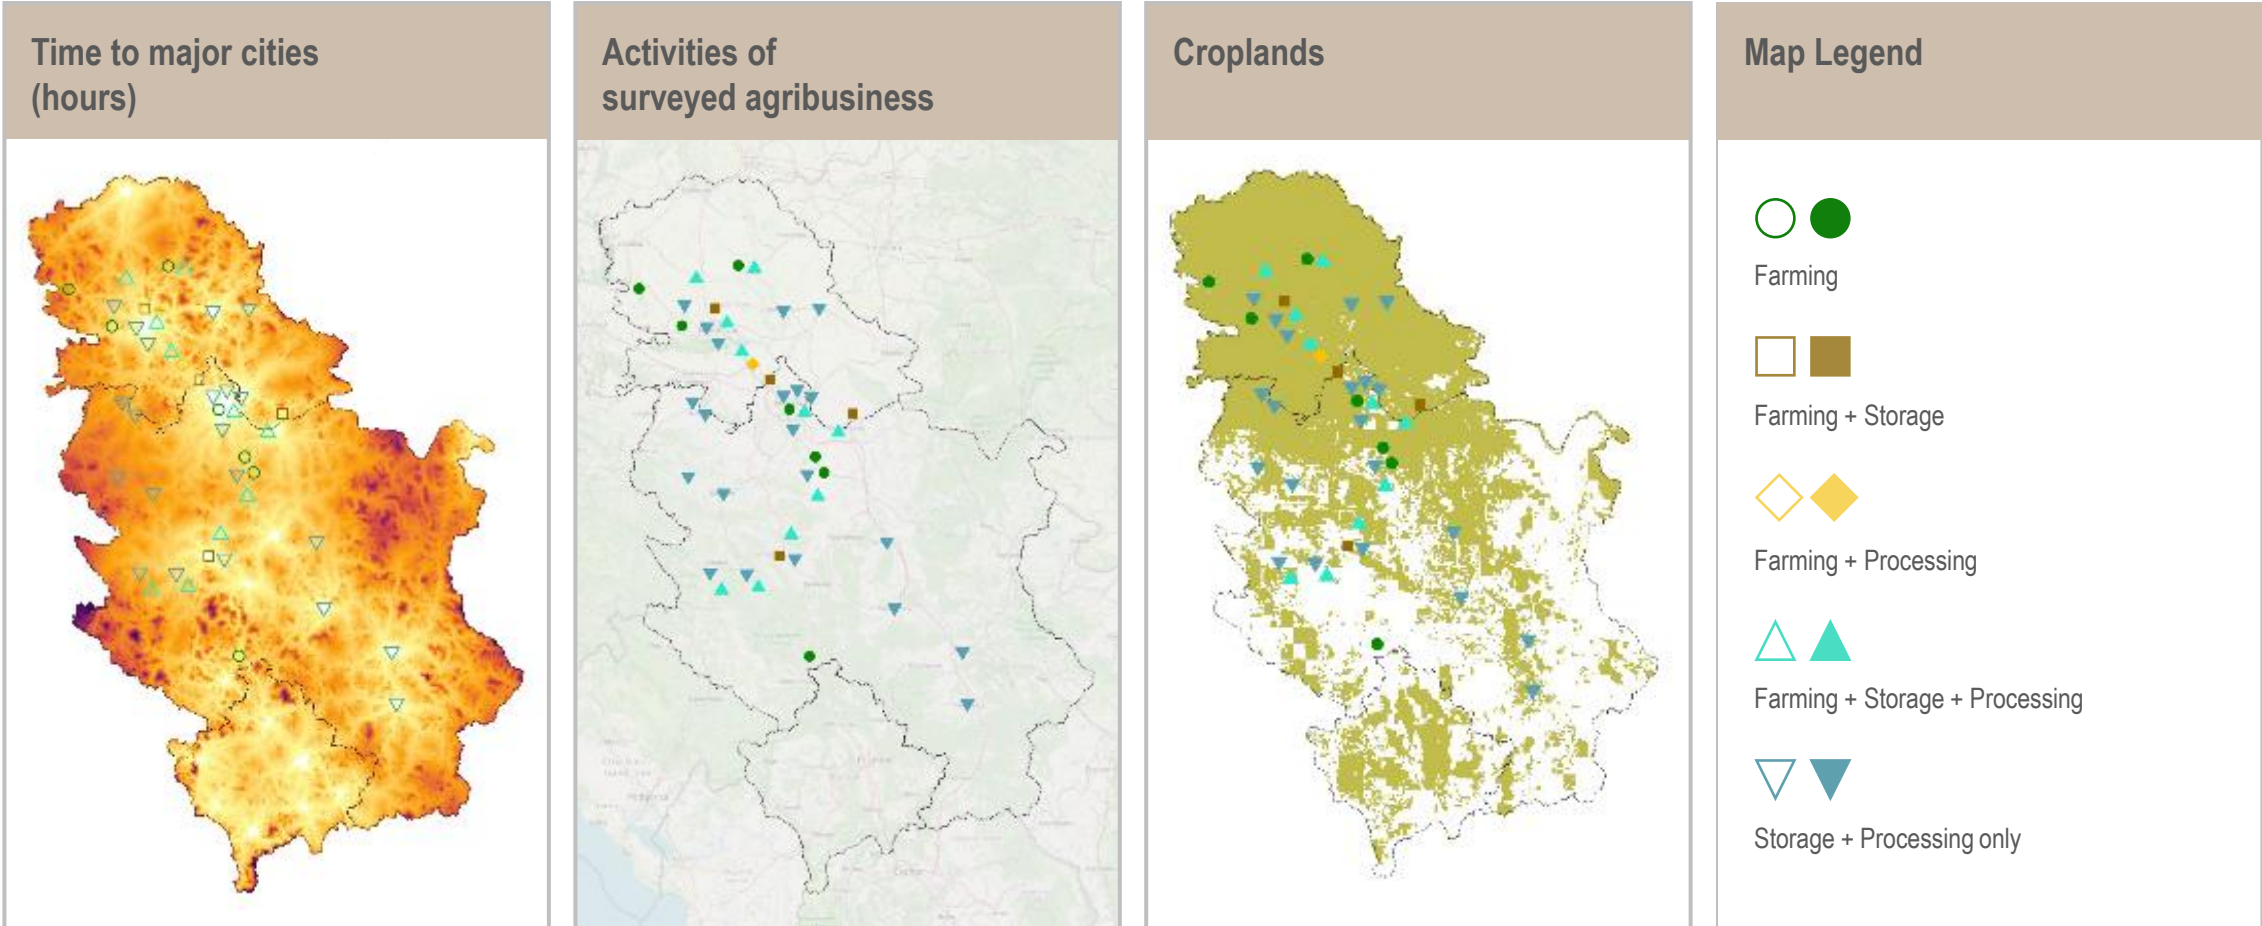 Time to major cities
(hours)
Activities of
surveyed agribusiness
Croplands
Map Legend
Farming
Farming + Storage
Farming + Processing
Farming + Storage + Processing
Storage + Processing only